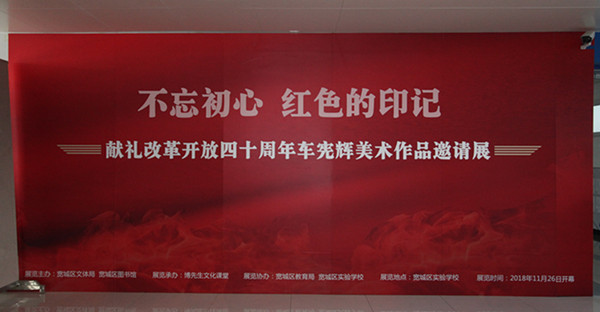 不忘初心 红色的印记
献礼改革开放四十周年车宪辉美术作品邀请展
展览主办：宽城区文体局 宽城区图书馆 展览承办：博先生文化课堂 展览协办：宽城区教育局 宽城区实验学校 展览地点：宽城区实验学校 展览时间：2018年11月26日开幕